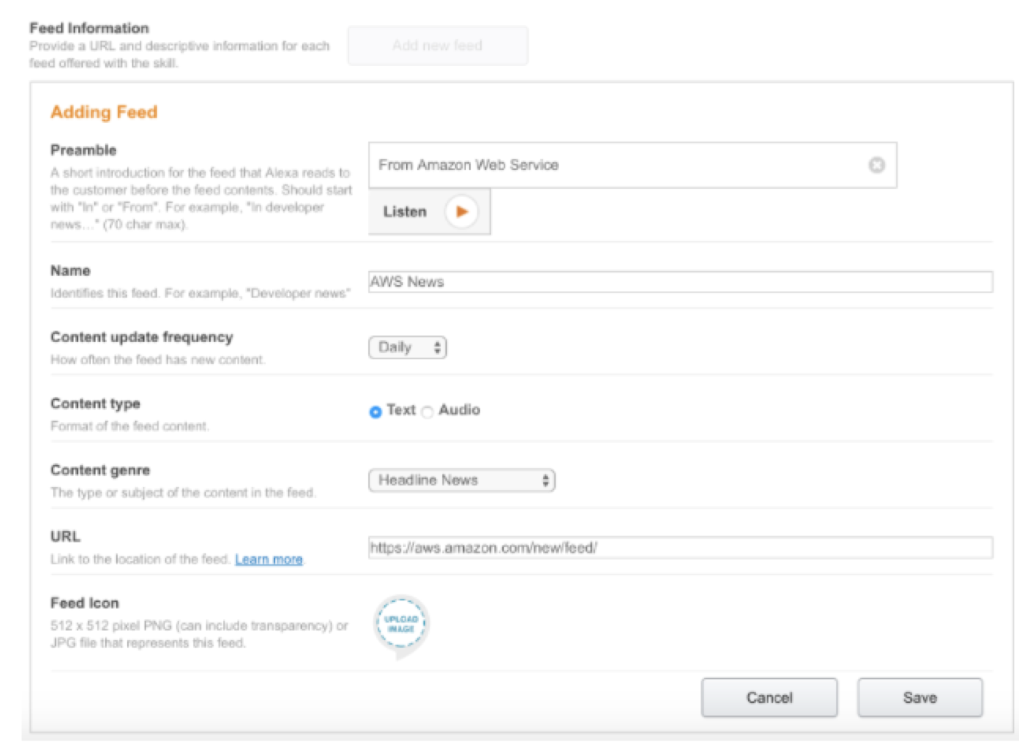 Feed Information
Provide a URL and descriptive information for each
feed offered with the skill.
Add new feed
Adding Feed
Preamble
A short introduction for the feed that Alexa reads to
the customer before the feed contents. Should start
with "In" or "From". For example, "In developer
news..." (70 char max).
From Amazon Web Service
Listen
Name
Identifies this feed. For example, "Developer news"
AWS News
Content update frequency
How often the feed has new content.
Daily
Content type
Format of the feed content.
Text Audio
Content genre
The type or subject of the content in the feed.
Headline News
URL
Link to the location of the feed. Learn more.
https://aws.amazon.com/new/feed/
Feed Icon
512 x 512 pixel PNG (can include transparency) or
JPG file that represents this feed.
UPLOAD
IMAGE
Cancel Save